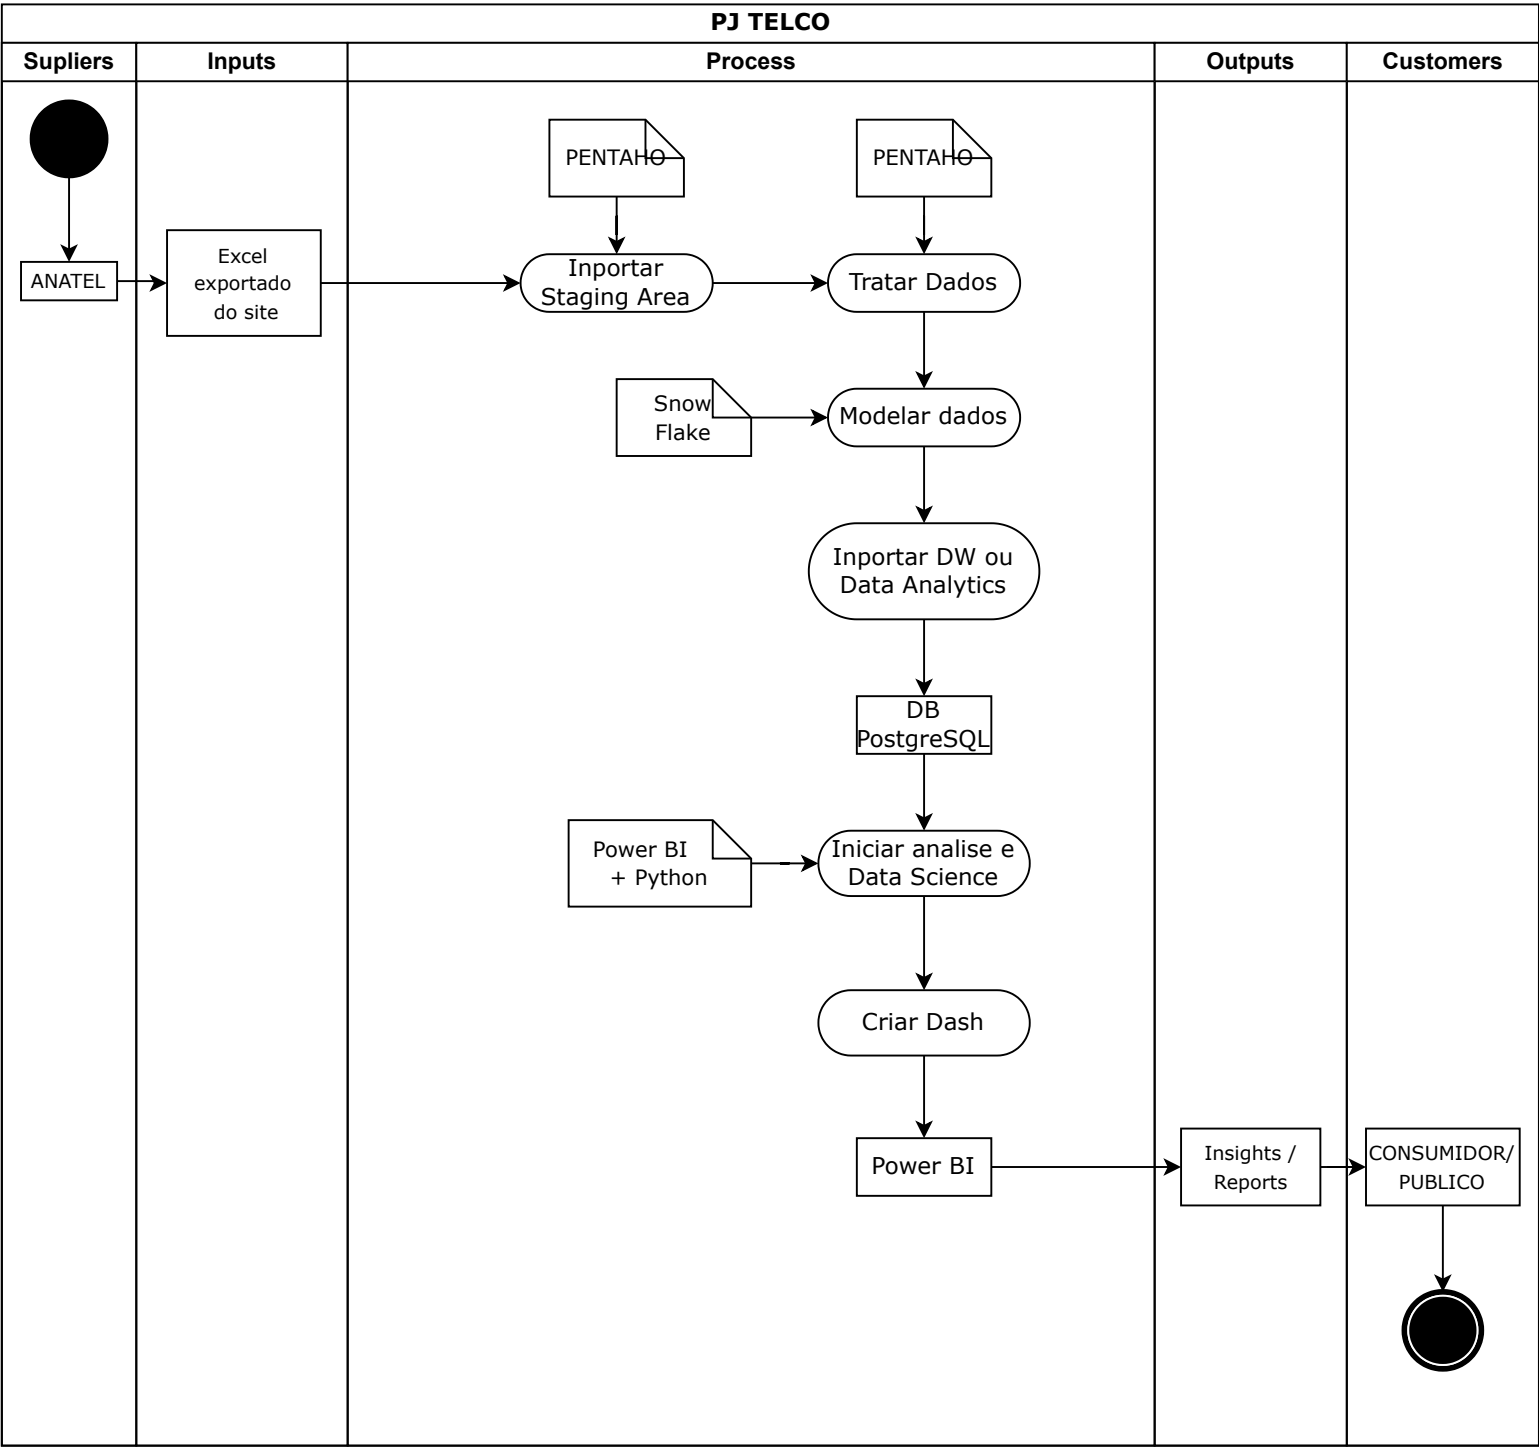 PJ TELCO
Supliers
Inputs
Process
Outputs
Customers
PENTAHO
PENTAHO
ANATEL
Excel
exportado
do site
Inportar
Staging Area
Tratar Dados
Snow
Flake
Modelar dados
Inportar DW ou
Data Analytics
DB
PostgreSQL
Power BI
+ Python
Iniciar analise e
Data Science
Criar Dash
Power BI
Insights /
Reports
CONSUMIDOR/
PUBLICO